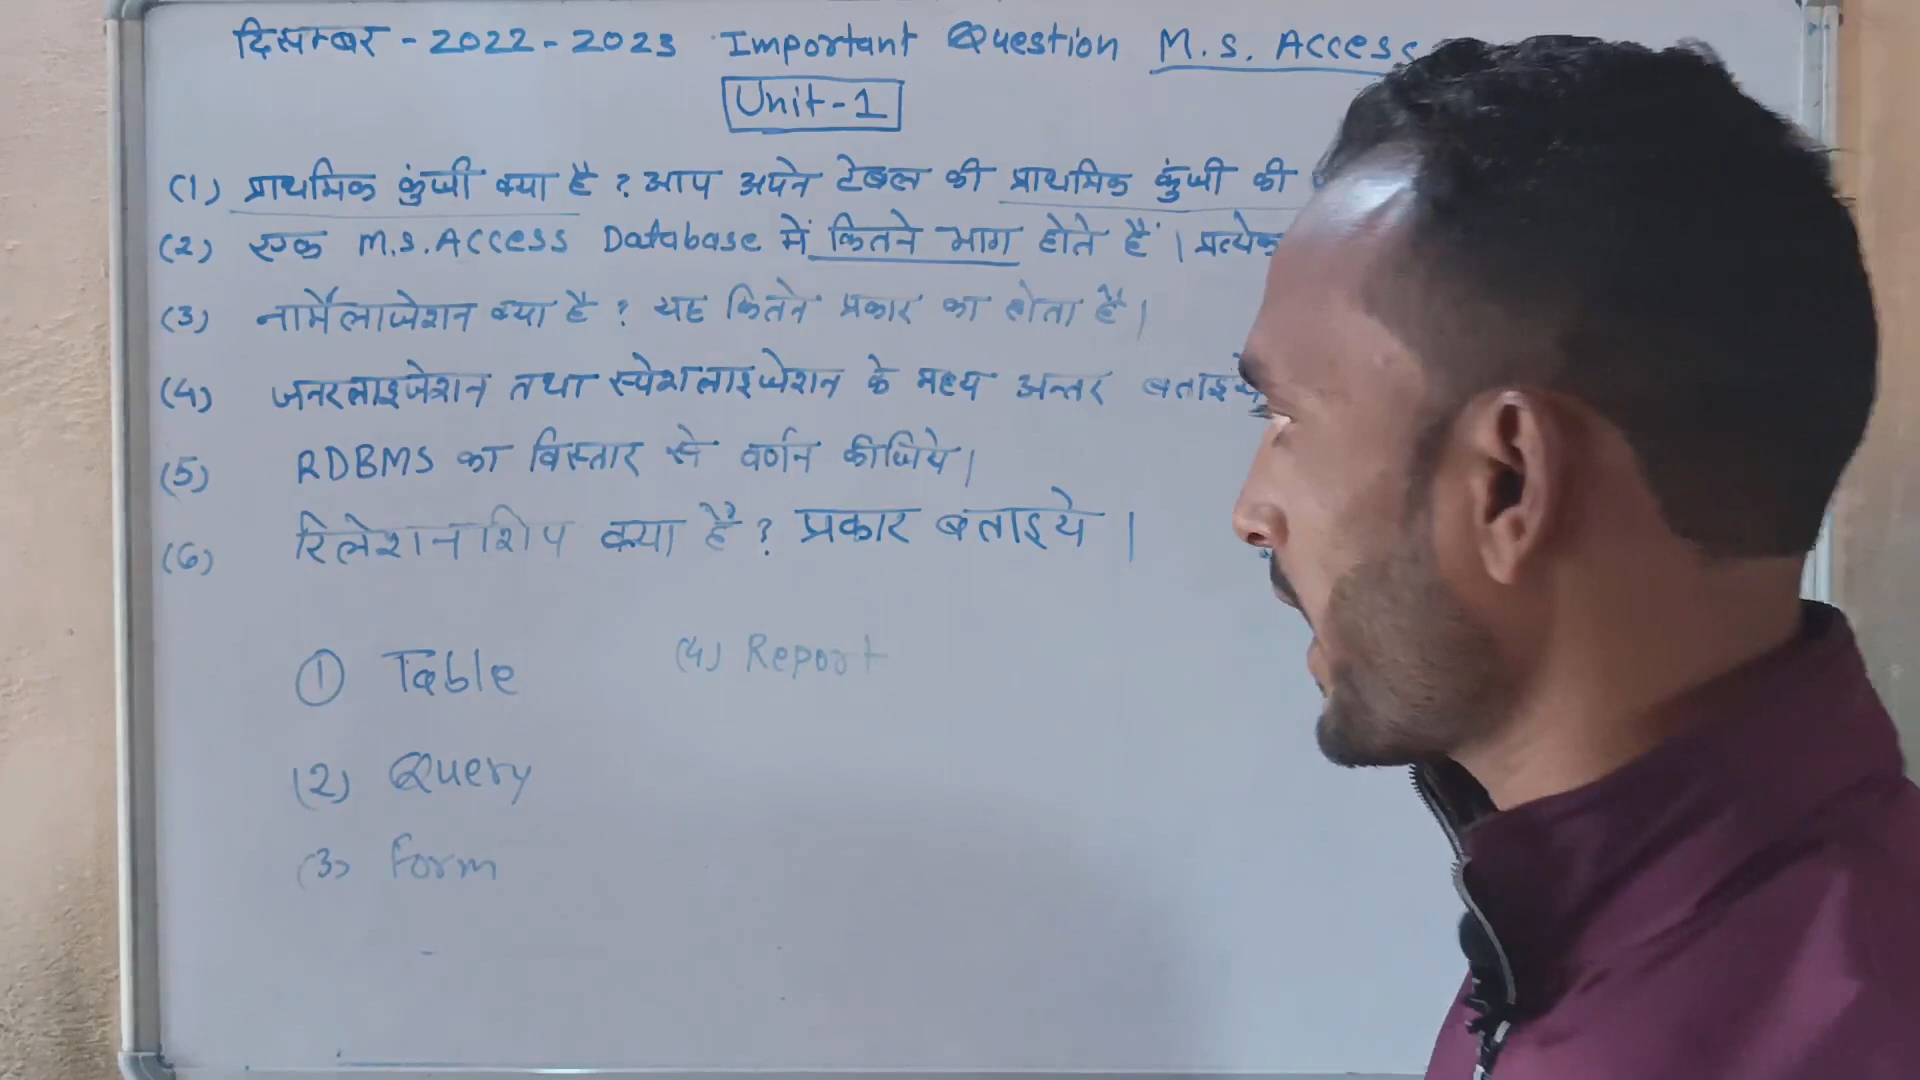 दिसम्बर - 2022 - 2023 Important Question M.S. Access
Unit-1
(1) प्राथमिक कुंजी क्या है ? आप अपने टेबल की प्राथमिक कुंजी की
(2) एक M.S. Access Database में कितने भाग होते हैं । प्रत्येक
(3) नार्मेलाजेशन क्या है ? यह कितने प्रकार का होता है ।
(4) जनरलाइजेशन तथा स्पेशलाइजेशन के मध्य अन्तर बताइये
(5) RDBMS का विस्तार से वर्णन कीजिये ।
(6) रिलेशनशिप क्या है ? प्रकार बताइये ।
① Table (4) Report
(2) Query
(3) Form